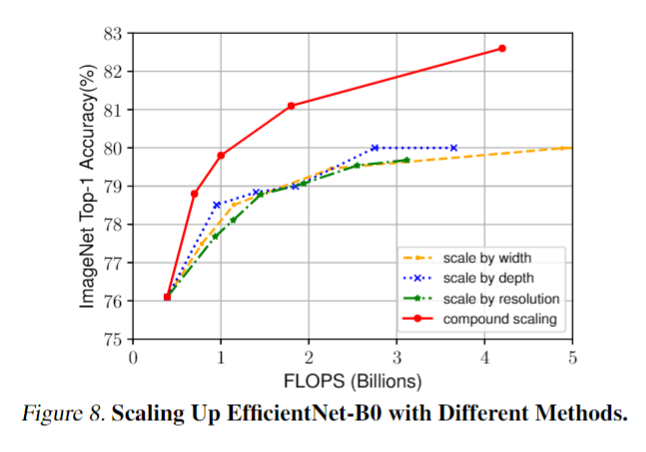 83
82
81
80
79
78
77
76
75
ImageNet Top-1 Accuracy(%)
scale by width
scale by depth
scale by resolution
compound scaling
0 1 2 3 4 5
FLOPS (Billions)
Figure 8. Scaling Up EfficientNet-B0 with Different Methods.